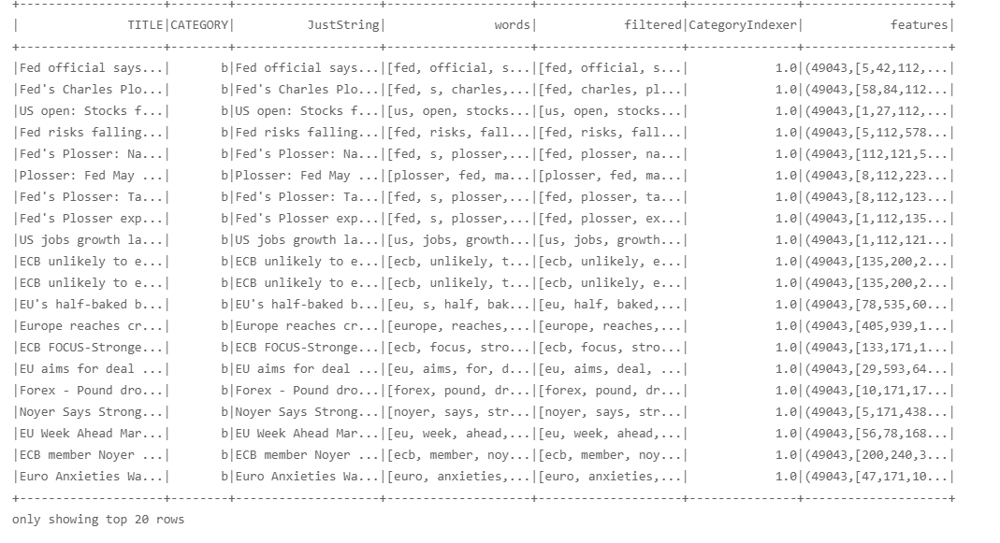 +--------------------+--------+--------------------+--------------------+--------------------+---------------+--------------------+
|               TITLE|CATEGORY|          JustString|               words|            filtered|CategoryIndexer|            features|
+--------------------+--------+--------------------+--------------------+--------------------+---------------+--------------------+
|Fed official says...|       b|Fed official says...|[fed, official, s...|[fed, official, s...|            1.0|(49043,[5,42,112,...|
|Fed's Charles Plo...|       b|Fed's Charles Plo...|[fed, s, charles,...|[fed, charles, pl...|            1.0|(49043,[58,84,112...|
|US open: Stocks f...|       b|US open: Stocks f...|[us, open, stocks...|[us, open, stocks...|            1.0|(49043,[1,27,112,...|
|Fed risks falling...|       b|Fed risks falling...|[fed, risks, fall...|[fed, risks, fall...|            1.0|(49043,[5,112,578...|
|Fed's Plosser: Na...|       b|Fed's Plosser: Na...|[fed, s, plosser,...|[fed, plosser, na...|            1.0|(49043,[112,121,5...|
|Plosser: Fed May ...|       b|Plosser: Fed May ...|[plosser, fed, ma...|[plosser, fed, ma...|            1.0|(49043,[8,112,223...|
|Fed's Plosser: Ta...|       b|Fed's Plosser: Ta...|[fed, s, plosser,...|[fed, plosser, ta...|            1.0|(49043,[8,112,123...|
|Fed's Plosser exp...|       b|Fed's Plosser exp...|[fed, s, plosser,...|[fed, plosser, ex...|            1.0|(49043,[1,112,135...|
|US jobs growth la...|       b|US jobs growth la...|[us, jobs, growth...|[us, jobs, growth...|            1.0|(49043,[1,112,121...|
|ECB unlikely to e...|       b|ECB unlikely to e...|[ecb, unlikely, t...|[ecb, unlikely, e...|            1.0|(49043,[135,200,2...|
|ECB unlikely to e...|       b|ECB unlikely to e...|[ecb, unlikely, t...|[ecb, unlikely, e...|            1.0|(49043,[135,200,2...|
|EU's half-baked b...|       b|EU's half-baked b...|[eu, s, half, bak...|[eu, half, baked,...|            1.0|(49043,[78,535,60...|
|Europe reaches cr...|       b|Europe reaches cr...|[europe, reaches,...|[europe, reaches,...|            1.0|(49043,[405,939,1...|
|ECB FOCUS-Stronge...|       b|ECB FOCUS-Stronge...|[ecb, focus, stro...|[ecb, focus, stro...|            1.0|(49043,[133,171,1...|
|EU aims for deal ...|       b|EU aims for deal ...|[eu, aims, for, d...|[eu, aims, deal, ...|            1.0|(49043,[29,593,64...|
|Forex - Pound dro...|       b|Forex - Pound dro...|[forex, pound, dr...|[forex, pound, dr...|            1.0|(49043,[10,171,17...|
|Noyer Says Strong...|       b|Noyer Says Strong...|[noyer, says, str...|[noyer, says, str...|            1.0|(49043,[5,171,438...|
|EU Week Ahead Mar...|       b|EU Week Ahead Mar...|[eu, week, ahead,...|[eu, week, ahead,...|            1.0|(49043,[56,78,168...|
|ECB member Noyer ...|       b|ECB member Noyer ...|[ecb, member, noy...|[ecb, member, noy...|            1.0|(49043,[200,240,3...|
|Euro Anxieties Wa...|       b|Euro Anxieties Wa...|[euro, anxieties,...|[euro, anxieties,...|            1.0|(49043,[47,171,10...|
+--------------------+--------+--------------------+--------------------+--------------------+---------------+--------------------+
only showing top 20 rows